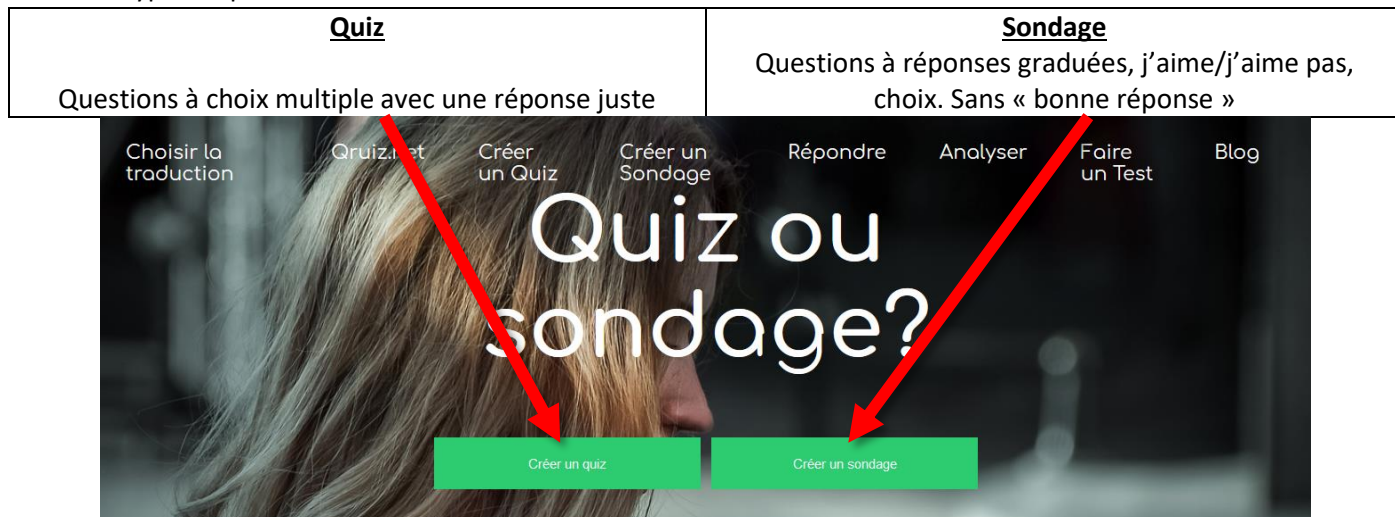 Quiz
Questions à choix multiple avec une réponse juste
Sondage
Questions à réponses graduées, j’aime/j’aime pas,
choix. Sans « bonne réponse »
Choisir la
traduction
Qruiz.net
Créer
un Quiz
Créer un
Sondage
Répondre
Analyser
Faire
un Test
Blog
Quiz ou
sondage?
Créer un quiz
Créer un sondage